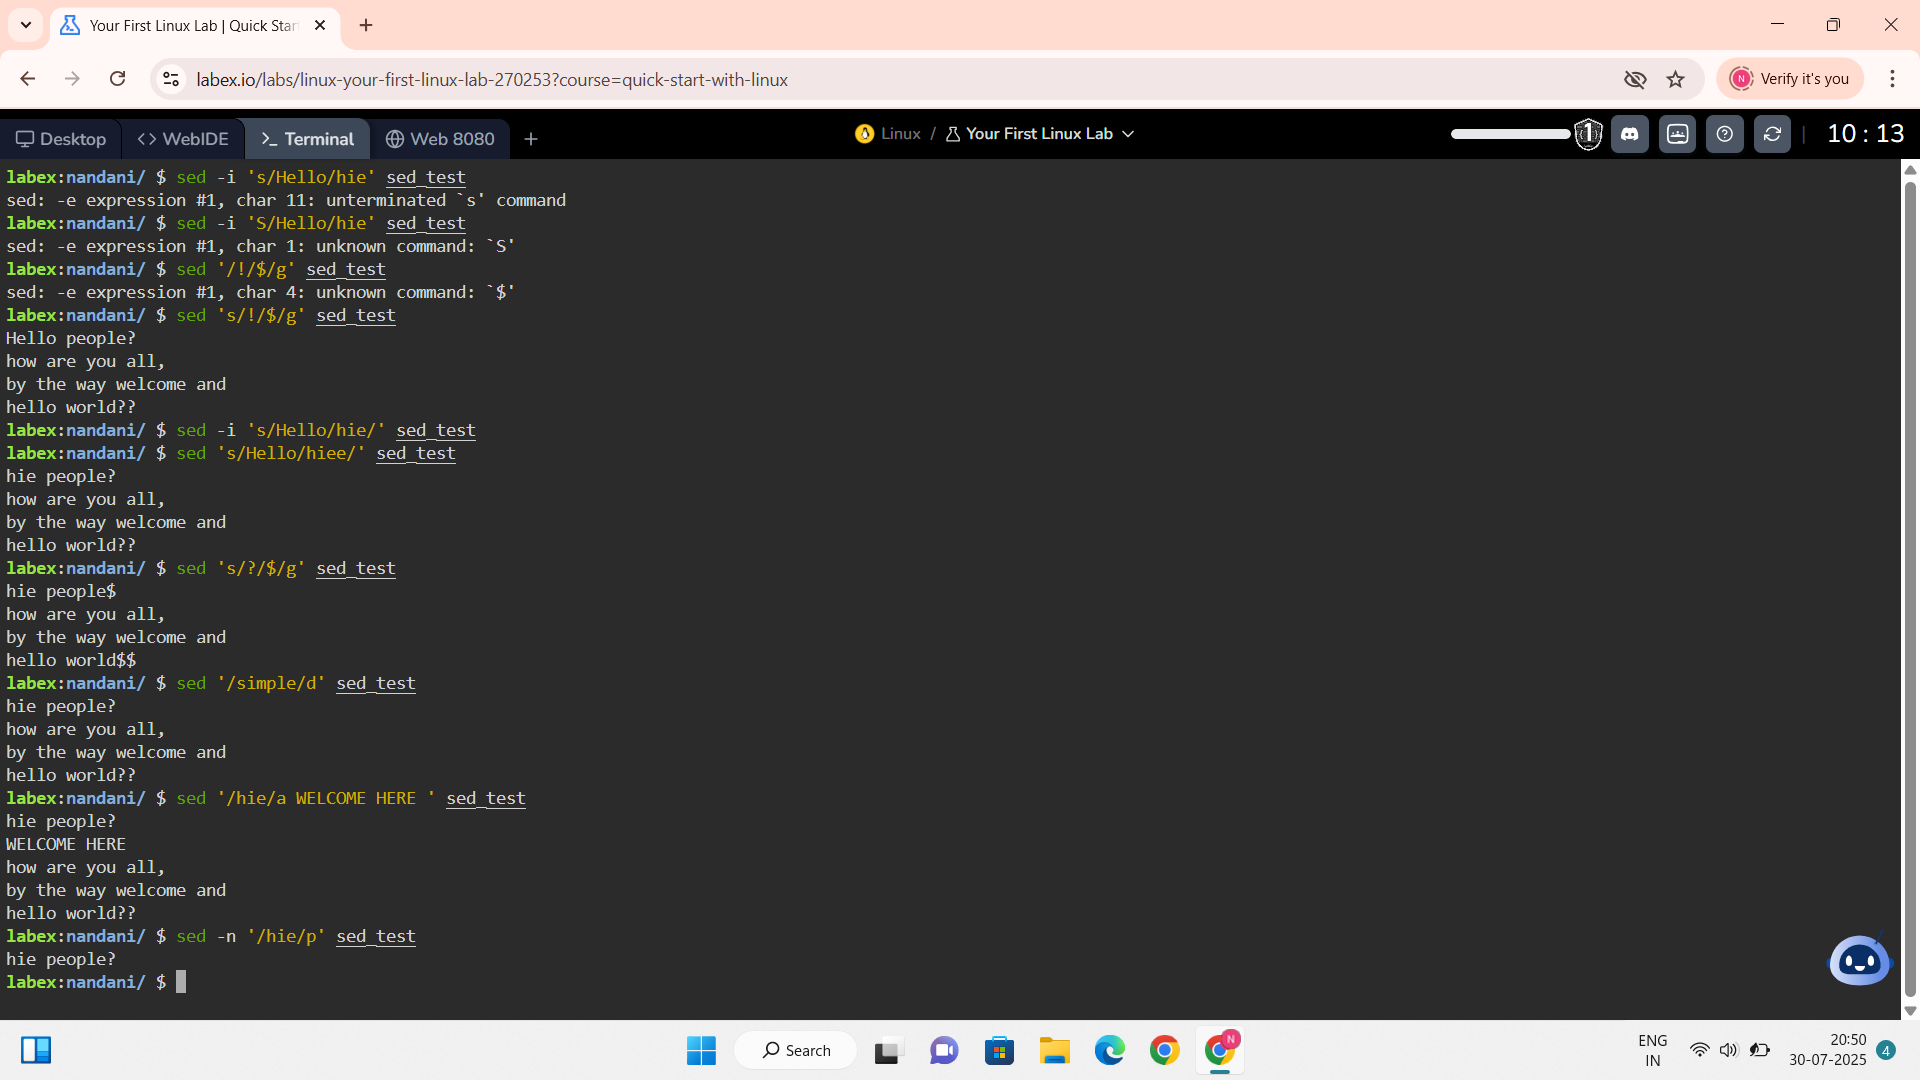 Your First Linux Lab | Quick Star
labex.io/labs/linux-your-first-linux-lab-270253?course=quick-start-with-linux
N
Verify it's you
Desktop
WebIDE
Terminal
Web 8080
Linux / Your First Linux Lab
1
10 : 13
labex:nandani/ $ sed -i 's/Hello/hie' sed_test
sed: -e expression #1, char 11: unterminated `s' command
labex:nandani/ $ sed -i 'S/Hello/hie' sed_test
sed: -e expression #1, char 1: unknown command: `S'
labex:nandani/ $ sed '/!/$/g' sed_test
sed: -e expression #1, char 4: unknown command: `$'
labex:nandani/ $ sed 's/!/$/g' sed_test
Hello people?
how are you all,
by the way welcome and
hello world??
labex:nandani/ $ sed -i 's/Hello/hie/' sed_test
labex:nandani/ $ sed 's/Hello/hiee/' sed_test
hie people?
how are you all,
by the way welcome and
hello world??
labex:nandani/ $ sed 's/?/$/g' sed_test
hie people$
how are you all,
by the way welcome and
hello world$$
labex:nandani/ $ sed '/simple/d' sed_test
hie people?
how are you all,
by the way welcome and
hello world??
labex:nandani/ $ sed '/hie/a WELCOME HERE ' sed_test
hie people?
WELCOME HERE
how are you all,
by the way welcome and
hello world??
labex:nandani/ $ sed -n '/hie/p' sed_test
hie people?
labex:nandani/ $
Search
N
ENG
IN
20:50
30-07-2025
4